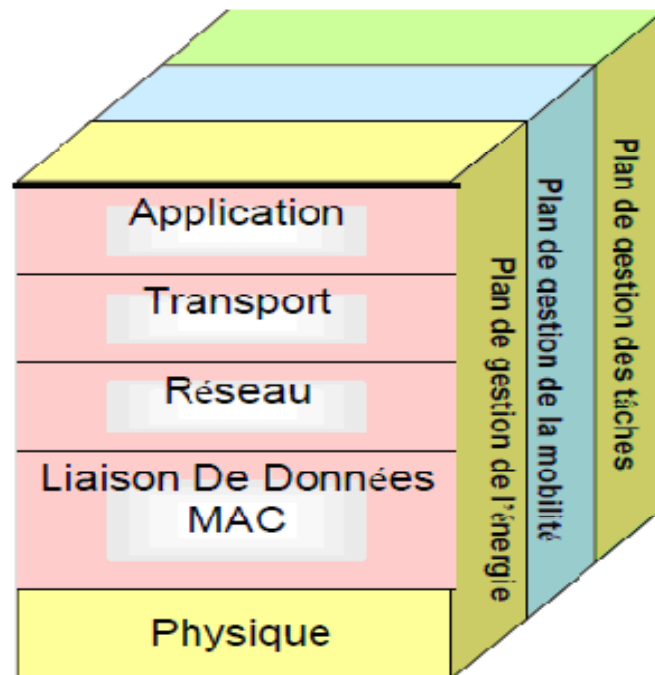 Application
Transport
Réseau
Liaison De Données
MAC
Physique
Plan de gestion de l'énergie
Plan de gestion de la mobilité
Plan de gestion des tâches